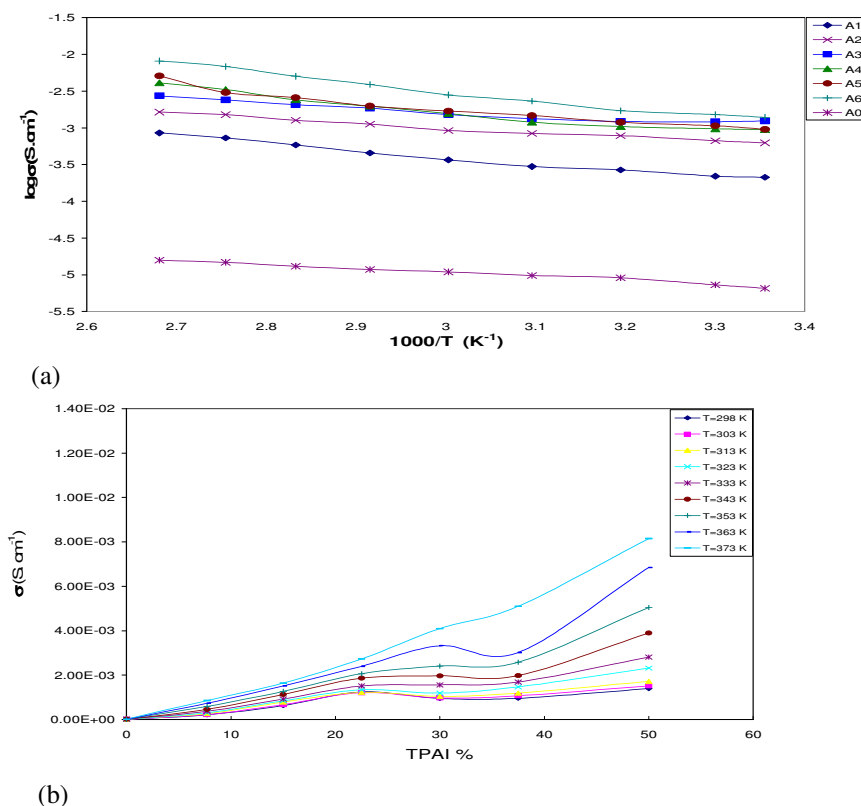 -1.5
-2
-2.5
-3
-3.5
-4
-4.5
-5
-5.5
logσ(S.cm⁻¹)
2.6 2.7 2.8 2.9 3 3.1 3.2 3.3 3.4
1000/T (K⁻¹)
A1
A2
A3
A4
A5
A6
A0
(a)
1.40E-02
1.20E-02
1.00E-02
8.00E-03
6.00E-03
4.00E-03
2.00E-03
0.00E+00
σ(S.cm⁻¹)
0 10 20 30 40 50 60
TPAI %
T=298 K
T=303 K
T=313 K
T=323 K
T=333 K
T=343 K
T=353 K
T=363 K
T=373 K
(b)